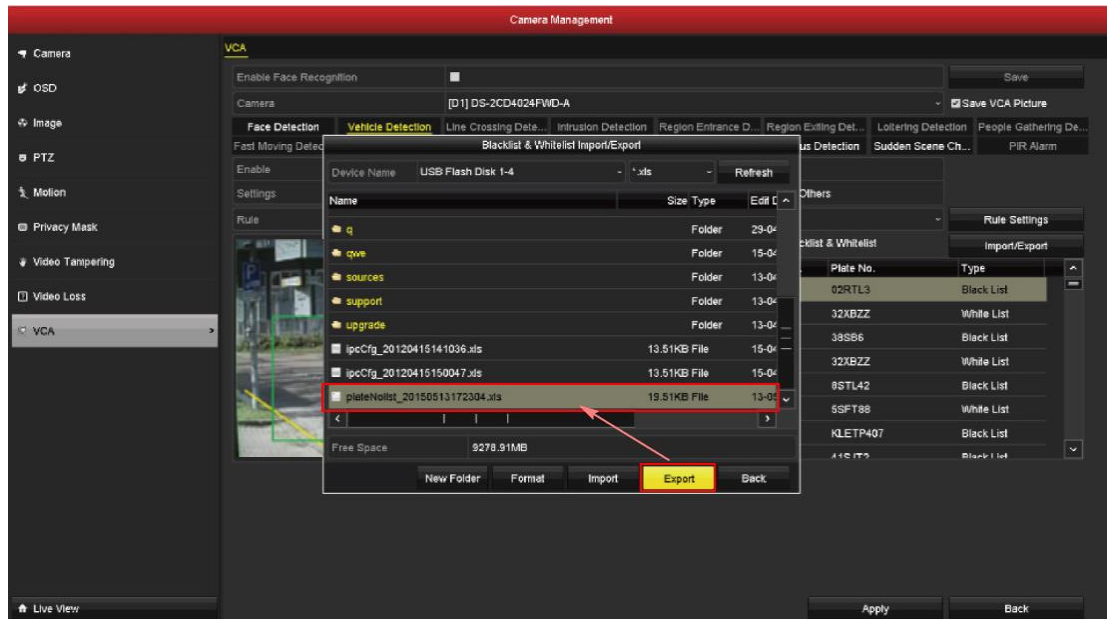 Camera Management
Camera
OSD
Image
PTZ
Motion
Privacy Mask
Video Tampering
Video Loss
VCA
Live View
VCA
Enable Face Recognition
Save
Camera [D1] DS-2CD4024FWD-A
Save VCA Picture
Face Detection Vehicle Detection Line Crossing Dete... Intrusion Detection Region Entrance D... Region Exiting Det... Loitering Detection People Gathering De...
Fast Moving Detec
us Detection Sudden Scene Ch... PIR Alarm
Enable
Settings
Others
Rule
Rule Settings
cklist & Whitelist
Import/Export
Plate No. Type
02RTL3 Black List
32XBZZ White List
38SB6 Black List
32XBZZ White List
8STL42 Black List
5SFT88 White List
KLETP407 Black List
41SJT2 Black List
Blacklist & Whitelist Import/Export
Device Name USB Flash Disk 1-4 *.xls Refresh
Name Size Type Edit D
q Folder 29-04
qwe Folder 15-04
sources Folder 13-04
support Folder 13-04
upgrade Folder 13-04
ipcCfg_20120415141036.xls 13.51KB File 15-04
ipcCfg_20120415150047.xls 13.51KB File 15-04
plateNolist_20150513172304.xls 19.51KB File 13-05
Free Space 9278.91MB
New Folder Format Import Export Back
Apply Back